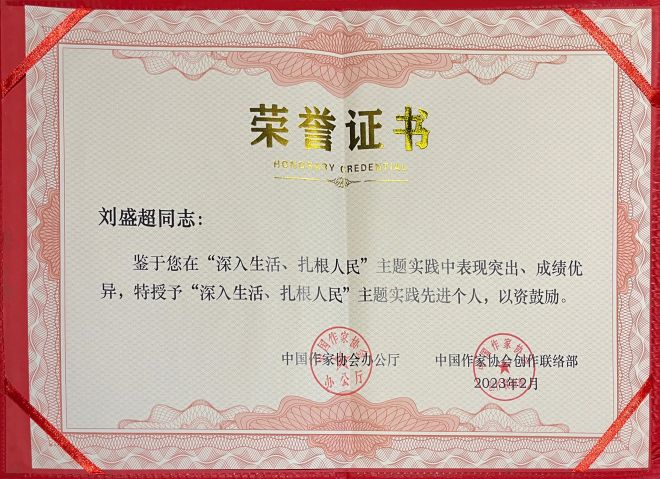 荣誉证书
HONORARY CREDENTIAL
刘盛超同志：
鉴于您在“深入生活、扎根人民”主题实践中表现突出、成绩优
异，特授予“深入生活、扎根人民”主题实践先进个人，以资鼓励。
中国作家协会办公厅 中国作家协会创作联络部
2023年2月